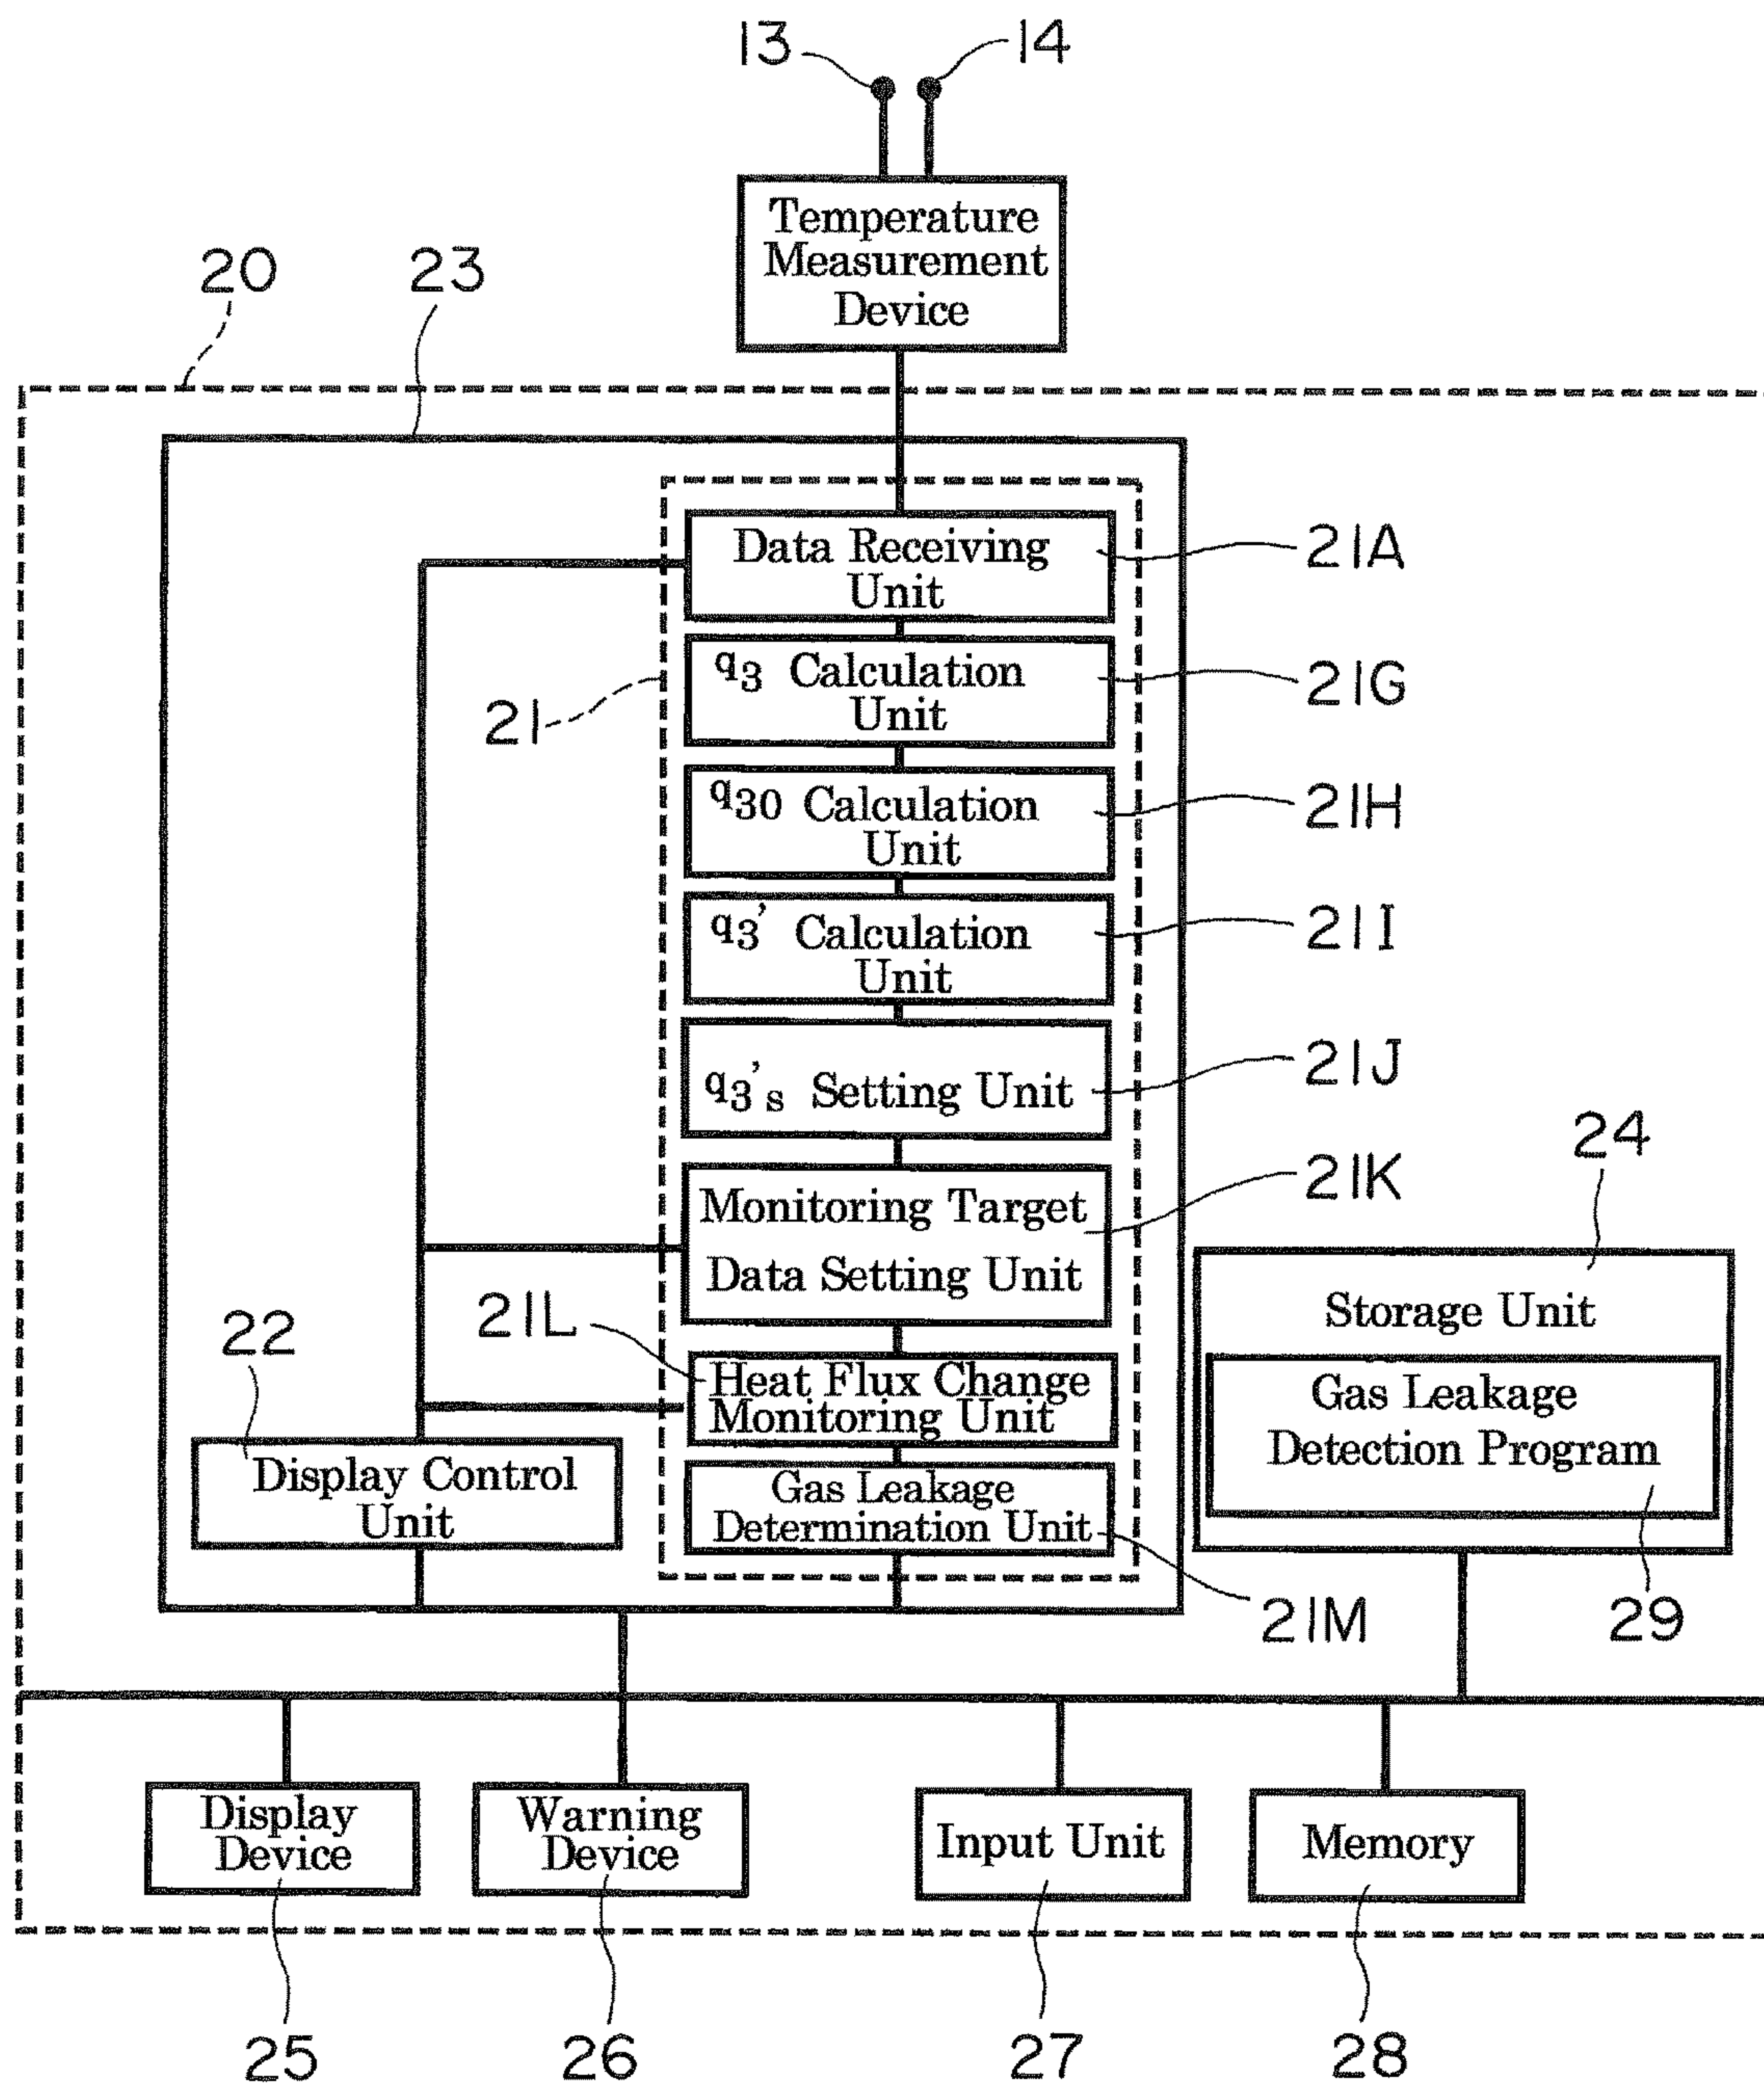 13
14
Temperature
Measurement
Device
20
23
Data Receiving
Unit
21A
q3 Calculation
Unit
21G
21
q30 Calculation
Unit
21H
q3' Calculation
Unit
21I
q3's Setting Unit
21J
Monitoring Target
Data Setting Unit
21K
24
Storage Unit
Gas Leakage
Detection Program
29
21L
Heat Flux Change
Monitoring Unit
22
Display Control
Unit
Gas Leakage
Determination Unit
21M
Display
Device
Warning
Device
Input Unit
Memory
25
26
27
28